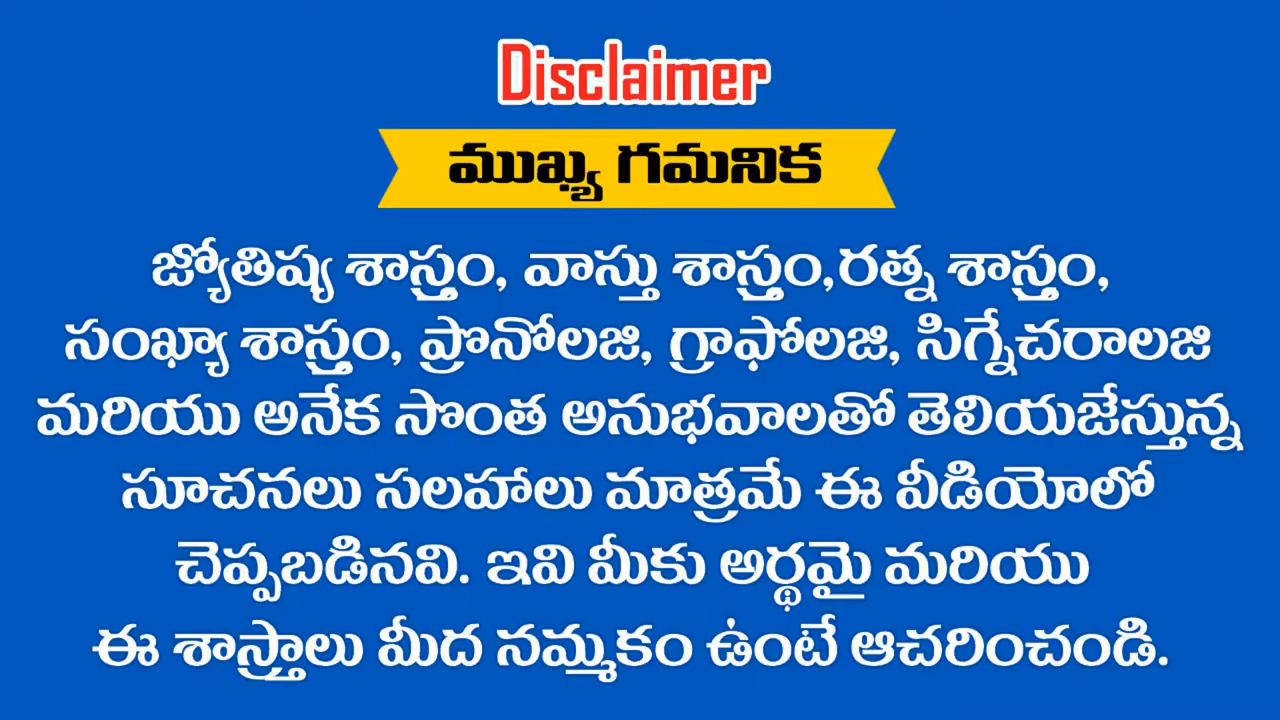 Disclaimer
ముఖ్య గమనిక
జ్యోతిష్య శాస్త్రం, వాస్తు శాస్త్రం,రత్న శాస్త్రం,
సంఖ్యా శాస్త్రం, ప్రొనోలజి, గ్రాఫోలజి, సిగ్నేచరాలజి
మరియు అనేక సొంత అనుభవాలతో తెలియజేస్తున్న
సూచనలు సలహాలు మాత్రమే ఈ వీడియోలో
చెప్పబడినవి. ఇవి మీకు అర్థమై మరియు
ఈ శాస్త్రాలు మీద నమ్మకం ఉంటే ఆచరించండి.